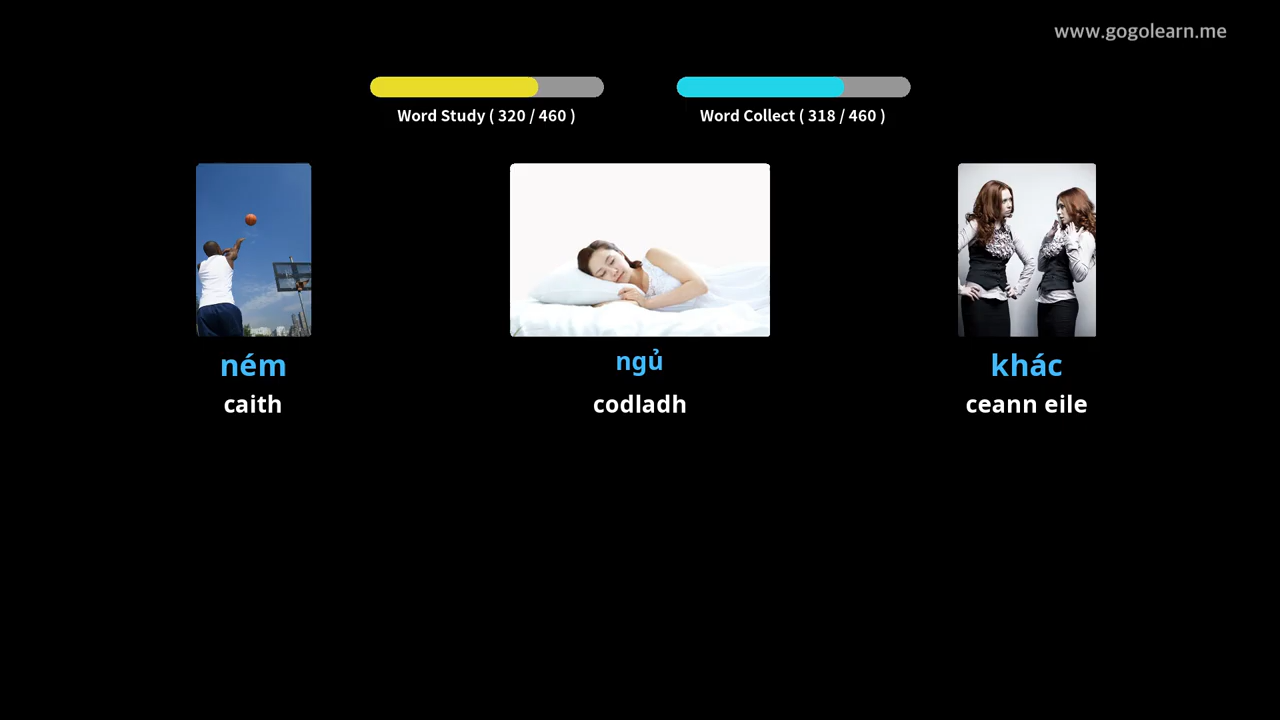 www.gogolearn.me
Word Study ( 320 / 460 )
Word Collect ( 318 / 460 )
ném
ngủ
khác
caith
codladh
ceann eile